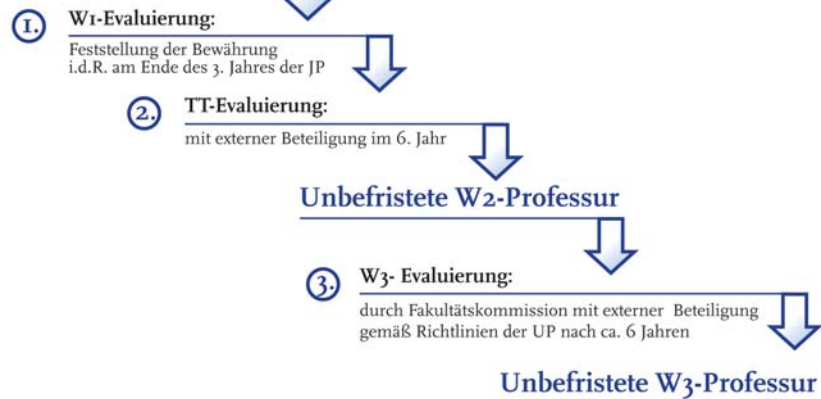 1. W1-Evaluierung:
Feststellung der Bewährung
i.d.R. am Ende des 3. Jahres der JP
2. TT-Evaluierung:
mit externer Beteiligung im 6. Jahr
Unbefristete W2-Professur
3. W3- Evaluierung:
durch Fakultätskommission mit externer Beteiligung
gemäß Richtlinien der UP nach ca. 6 Jahren
Unbefristete W3-Professur